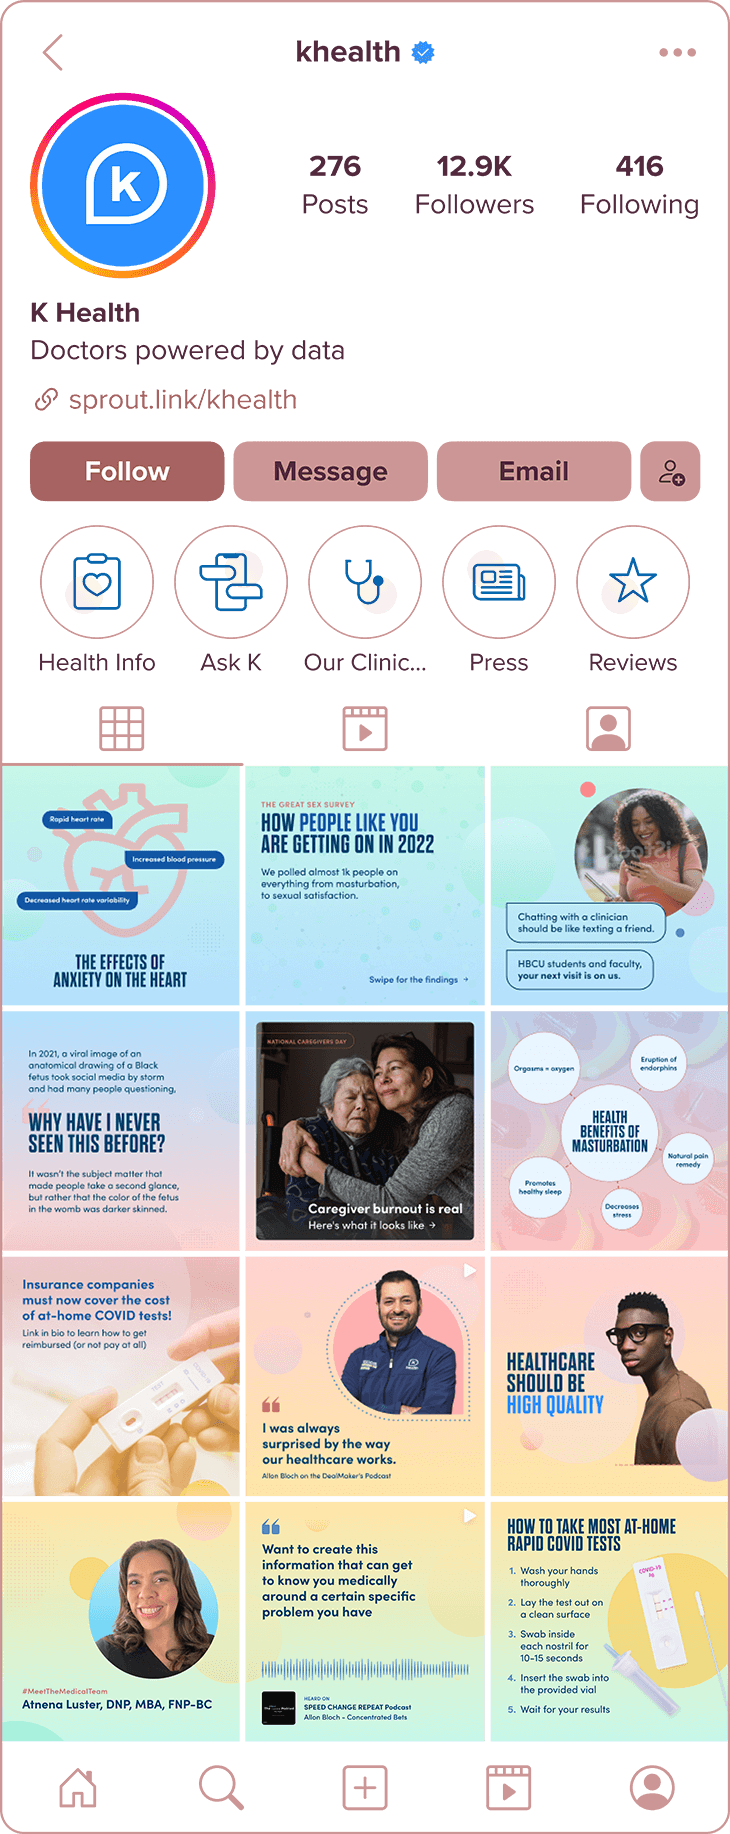 khealth
k
276
Posts
12.9K
Followers
416
Following
K Health
Doctors powered by data
sprout.link/khealth
Follow
Message
Email
Health Info
Ask K
Our Clinic...
Press
Reviews
Rapid heart rate
Increased blood pressure
Decreased heart rate variability
THE EFFECTS OF
ANXIETY ON THE HEART
THE GREAT SEX SURVEY
HOW PEOPLE LIKE YOU
ARE GETTING ON IN 2022
We polled almost 1k people on
everything from masturbation,
to sexual satisfaction.
Swipe for the findings →
Chatting with a clinician
should be like texting a friend.
HBCU students and faculty,
your next visit is on us.
In 2021, a viral image of an
anatomical drawing of a Black
fetus took social media by storm
and had many people questioning,
WHY HAVE I NEVER
SEEN THIS BEFORE?
It wasn't the subject matter that
made people take a second glance,
but rather that the color of the fetus
in the womb was darker skinned.
NATIONAL CAREGIVERS DAY
Caregiver burnout is real
Here's what it looks like →
Orgasms = oxygen
Eruption of
endorphins
HEALTH
BENEFITS OF
MASTURBATION
Natural pain
remedy
Promotes
healthy sleep
Decreases
stress
Insurance companies
must now cover the cost
of at-home COVID tests!
Link in bio to learn how to get
reimbursed (or not pay at all)
TEST
I was always
surprised by the way
our healthcare works.
Allon Bloch on the DealMaker's Podcast
HEALTHCARE
SHOULD BE
HIGH QUALITY
#MeetTheMedicalTeam
Atnena Luster, DNP, MBA, FNP-BC
Want to create this
information that can get
to know you medically
around a certain specific
problem you have
HEARD ON
SPEED CHANGE REPEAT Podcast
Allon Bloch - Concentrated Bets
HOW TO TAKE MOST AT-HOME
RAPID COVID TESTS
1. Wash your hands
thoroughly
2. Lay the test out on
a clean surface
3. Swab inside
each nostril for
10-15 seconds
4. Insert the swab into
the provided vial
5. Wait for your results
COVID-19
Ag